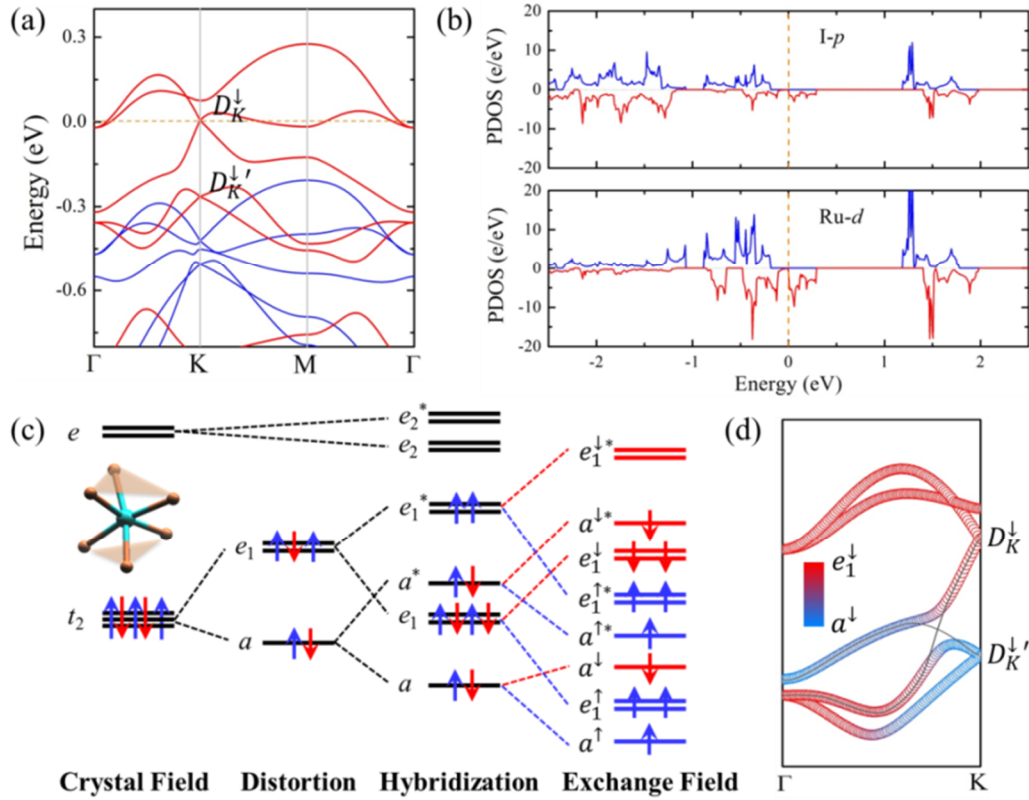 (a)
Energy (eV)
0.3
0.0
-0.3
-0.6
D_K^↓
D_K^↓′
Γ K M Γ
(b)
PDOS (e/eV)
20
10
0
-10
-20
I-p
PDOS (e/eV)
20
10
0
-10
-20
Ru-d
-2 -1 0 1 2
Energy (eV)
(c)
e
t₂
e₁
a
e₂*
e₂
e₁*
a*
e₁
a
e₁^↓*
a^↓*
e₁^↓
e₁^↑*
a^↑*
a^↓
e₁^↑
a^↑
Crystal Field Distortion Hybridization Exchange Field
(d)
e₁^↓
a^↓
D_K^↓
D_K^↓′
Γ K